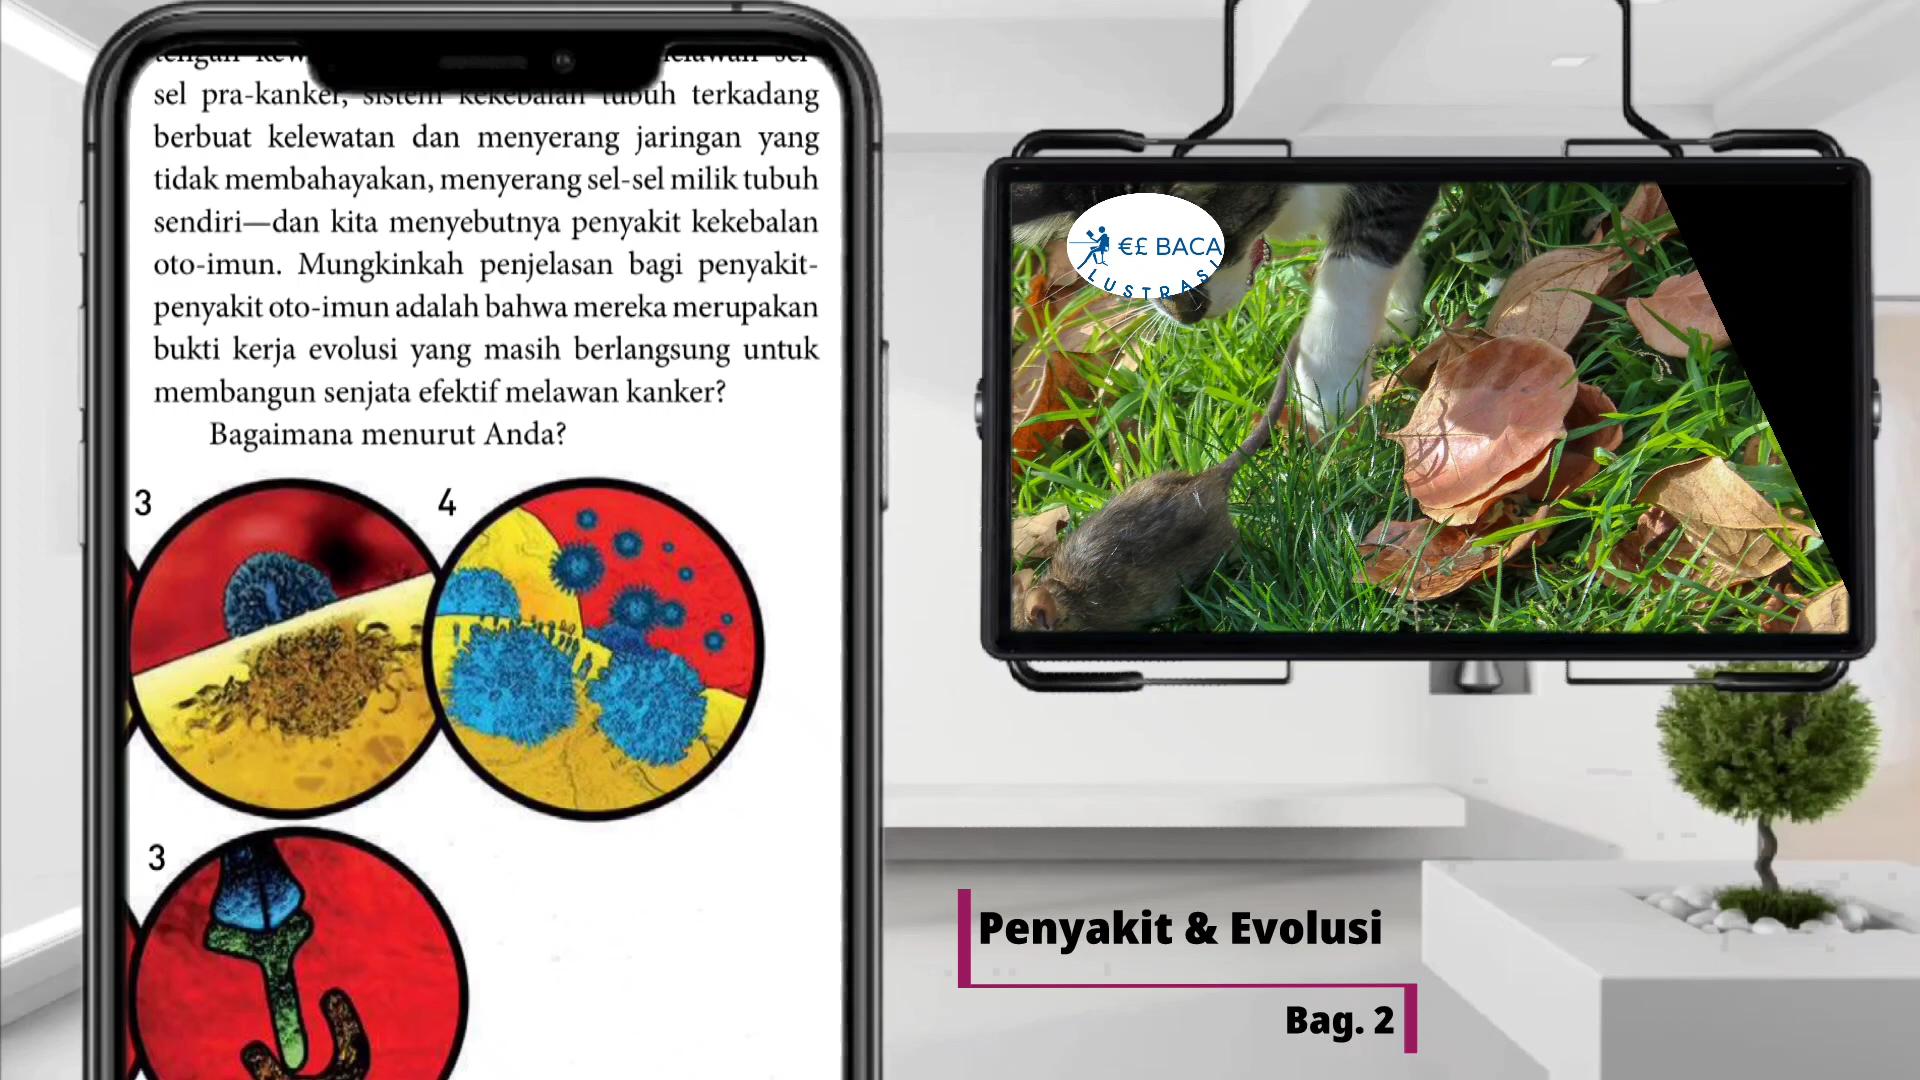 sel pra-kanker, sistem kekebalan tubuh terkadang
berbuat kelewatan dan menyerang jaringan yang
tidak membahayakan, menyerang sel-sel milik tubuh
sendiri—dan kita menyebutnya penyakit kekebalan
oto-imun. Mungkinkah penjelasan bagi penyakit-
penyakit oto-imun adalah bahwa mereka merupakan
bukti kerja evolusi yang masih berlangsung untuk
membangun senjata efektif melawan kanker?
Bagaimana menurut Anda?
3
4
3
€£ BACA
ILUSTRASI
Penyakit & Evolusi
Bag. 2